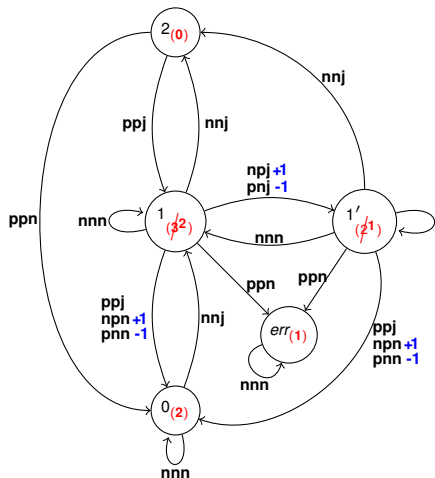 2(0)
nnj
ppj
nnj
npj +1
pnj -1
ppn
nnn
1
(3̸2)
1′
(2̸1)
nnn
ppn
ppn
ppj
npn +1
pnn -1
nnj
err(1)
ppj
npn +1
pnn -1
nnn
0(2)
nnn